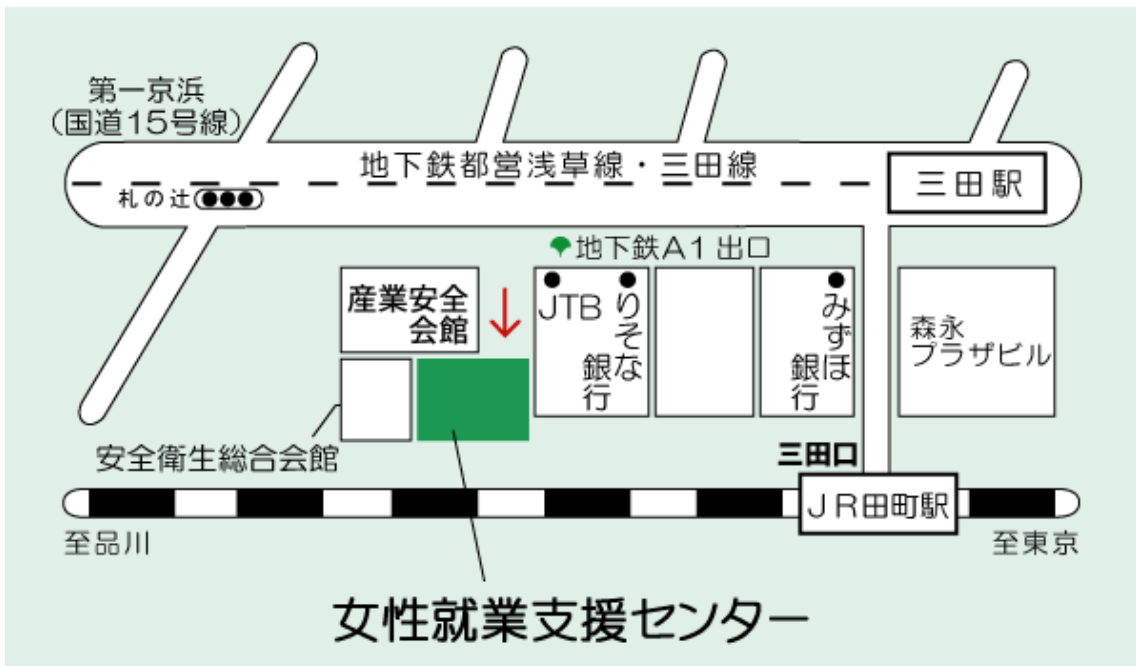 第一京浜
(国道15号線)
地下鉄都営浅草線・三田線
三田駅
札の辻
地下鉄A1出口
産業安全
会館
JTB
りそな
銀行
みずほ
銀行
森永
プラザビル
安全衛生総合会館
三田口
JR田町駅
至品川
至東京
女性就業支援センター